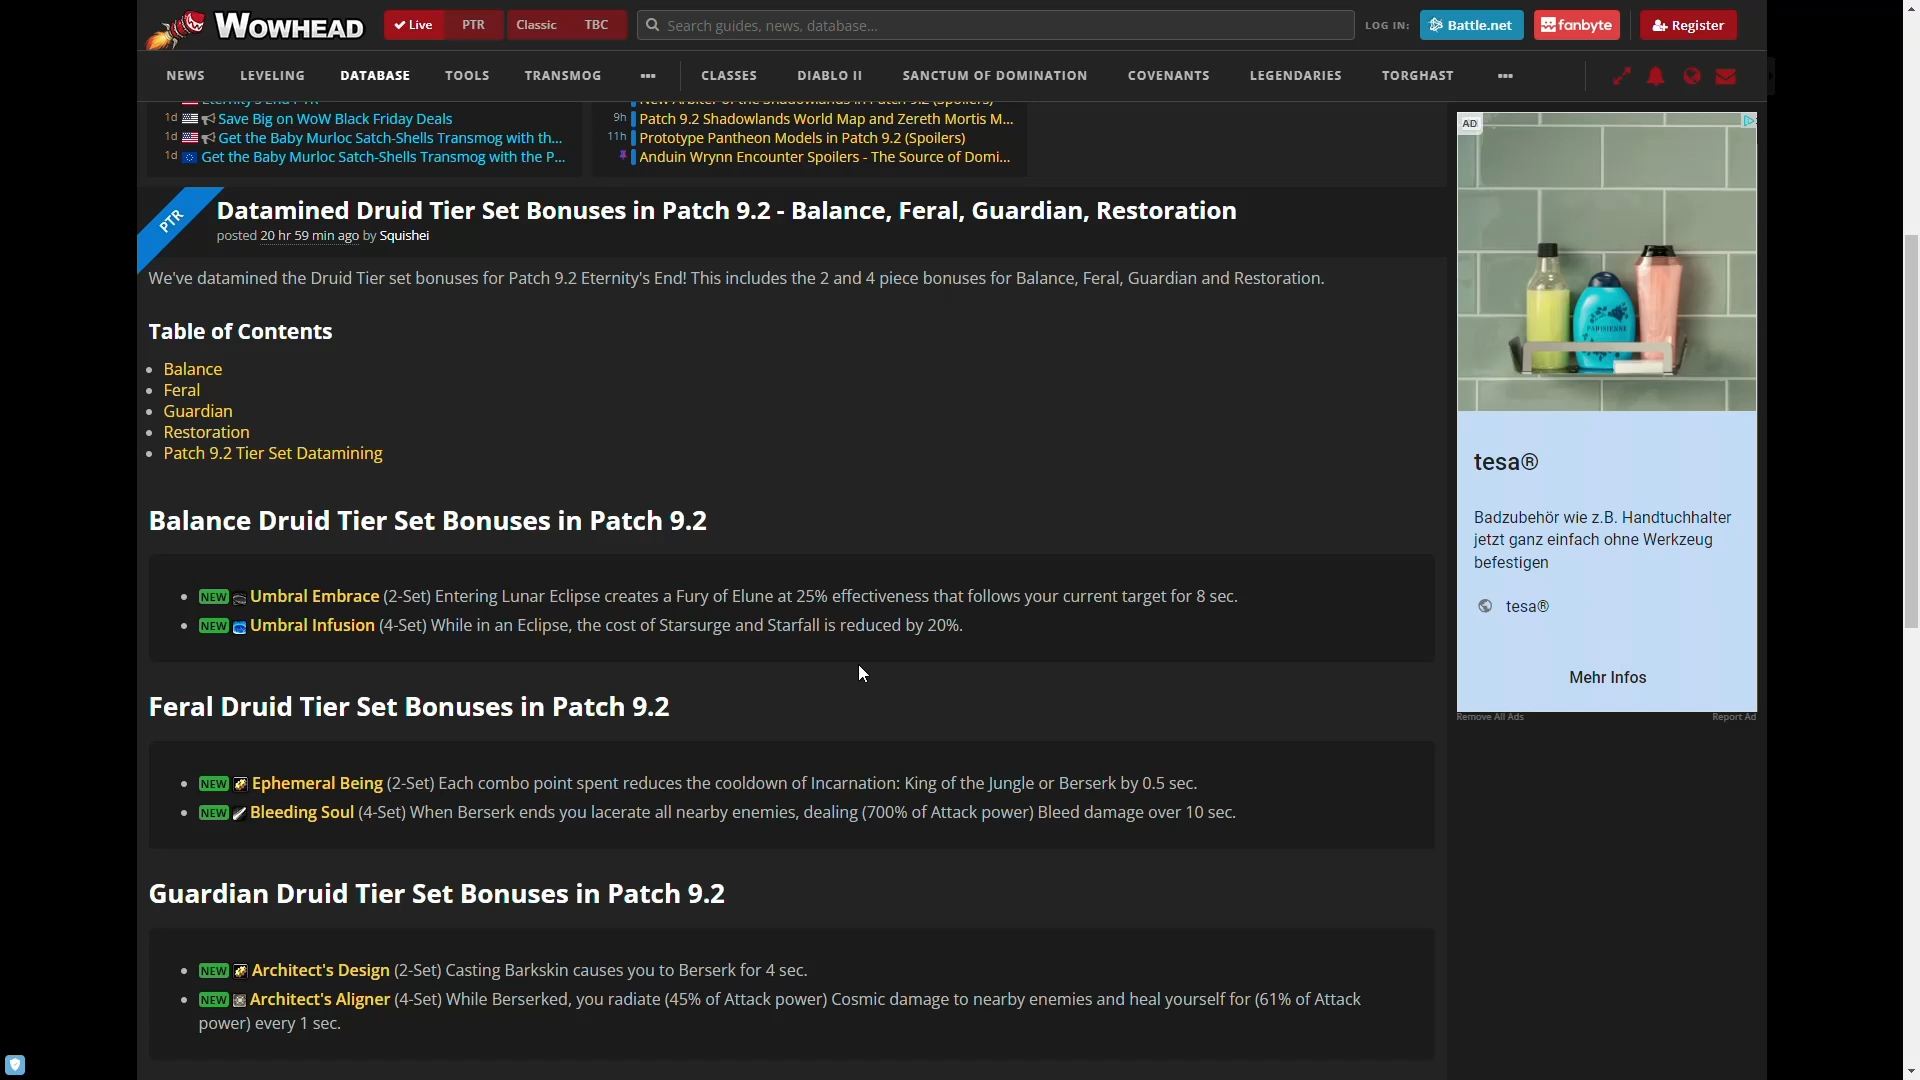 WOWHEAD
Live PTR Classic TBC
Search guides, news, database...
LOG IN: Battle.net fanbyte Register
NEWS LEVELING DATABASE TOOLS TRANSMOG ••• CLASSES DIABLO II SANCTUM OF DOMINATION COVENANTS LEGENDARIES TORGHAST •••
Eternity's End PTR
1d Save Big on WoW Black Friday Deals
1d Get the Baby Murloc Satch-Shells Transmog with th...
1d Get the Baby Murloc Satch-Shells Transmog with the P...
New Arbiter of the Shadowlands in Patch 9.2 (Spoilers)
9h Patch 9.2 Shadowlands World Map and Zereth Mortis M...
11h Prototype Pantheon Models in Patch 9.2 (Spoilers)
Anduin Wrynn Encounter Spoilers - The Source of Domi...
PTR
Datamined Druid Tier Set Bonuses in Patch 9.2 - Balance, Feral, Guardian, Restoration
posted 20 hr 59 min ago by Squishei
We've datamined the Druid Tier set bonuses for Patch 9.2 Eternity's End! This includes the 2 and 4 piece bonuses for Balance, Feral, Guardian and Restoration.
Table of Contents
• Balance
• Feral
• Guardian
• Restoration
• Patch 9.2 Tier Set Datamining
Balance Druid Tier Set Bonuses in Patch 9.2
• NEW Umbral Embrace (2-Set) Entering Lunar Eclipse creates a Fury of Elune at 25% effectiveness that follows your current target for 8 sec.
• NEW Umbral Infusion (4-Set) While in an Eclipse, the cost of Starsurge and Starfall is reduced by 20%.
Feral Druid Tier Set Bonuses in Patch 9.2
• NEW Ephemeral Being (2-Set) Each combo point spent reduces the cooldown of Incarnation: King of the Jungle or Berserk by 0.5 sec.
• NEW Bleeding Soul (4-Set) When Berserk ends you lacerate all nearby enemies, dealing (700% of Attack power) Bleed damage over 10 sec.
Guardian Druid Tier Set Bonuses in Patch 9.2
• NEW Architect's Design (2-Set) Casting Barkskin causes you to Berserk for 4 sec.
• NEW Architect's Aligner (4-Set) While Berserked, you radiate (45% of Attack power) Cosmic damage to nearby enemies and heal yourself for (61% of Attack
power) every 1 sec.
AD
PARISIENNE
tesa®
Badzubehör wie z.B. Handtuchhalter
jetzt ganz einfach ohne Werkzeug
befestigen
tesa®
Mehr Infos
Remove All Ads Report Ad